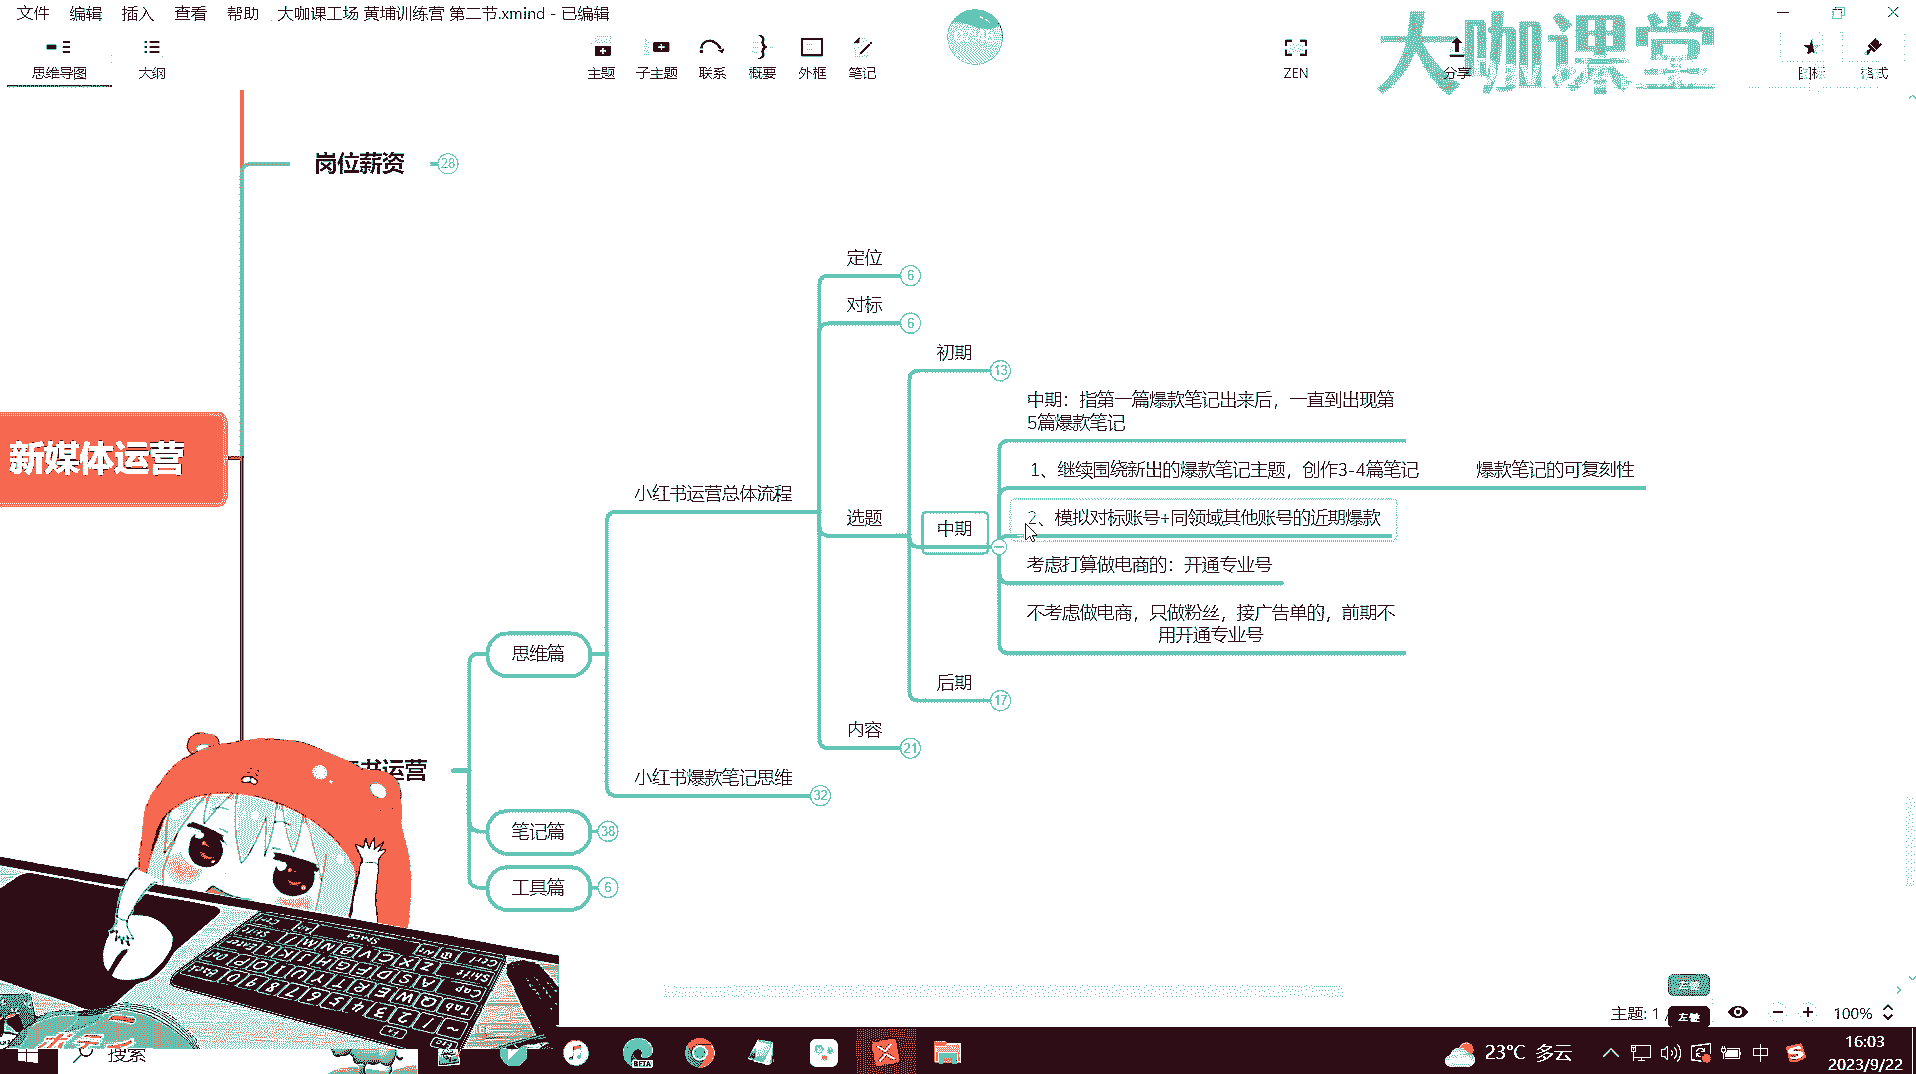 文件 编辑 插入 查看 帮助 大咖课工场 黄埔训练营 第二节.xmind - 已编辑
思维导图 大纲 主题 子主题 联系 概要 外框 笔记 ZEN 分享 图标 格式
大咖课堂
岗位薪资 28
定位 6
对标 6
初期 13
中期：指第一篇爆款笔记出来后，一直到出现第
5篇爆款笔记
新媒体运营
1、继续围绕新出的爆款笔记主题，创作3-4篇笔记 爆款笔记的可复刻性
小红书运营总体流程
选题
中期
2、模拟对标账号+同领域其他账号的近期爆款
考虑打算做电商的：开通专业号
不考虑做电商，只做粉丝，接广告单的，前期不
用开通专业号
思维篇
后期 17
内容 21
书运营
小红书爆款笔记思维 32
笔记篇 38
工具篇 6
主题: 1 /
左键
100%
搜索
BETA
23°C 多云
中
16:03
2023/9/22